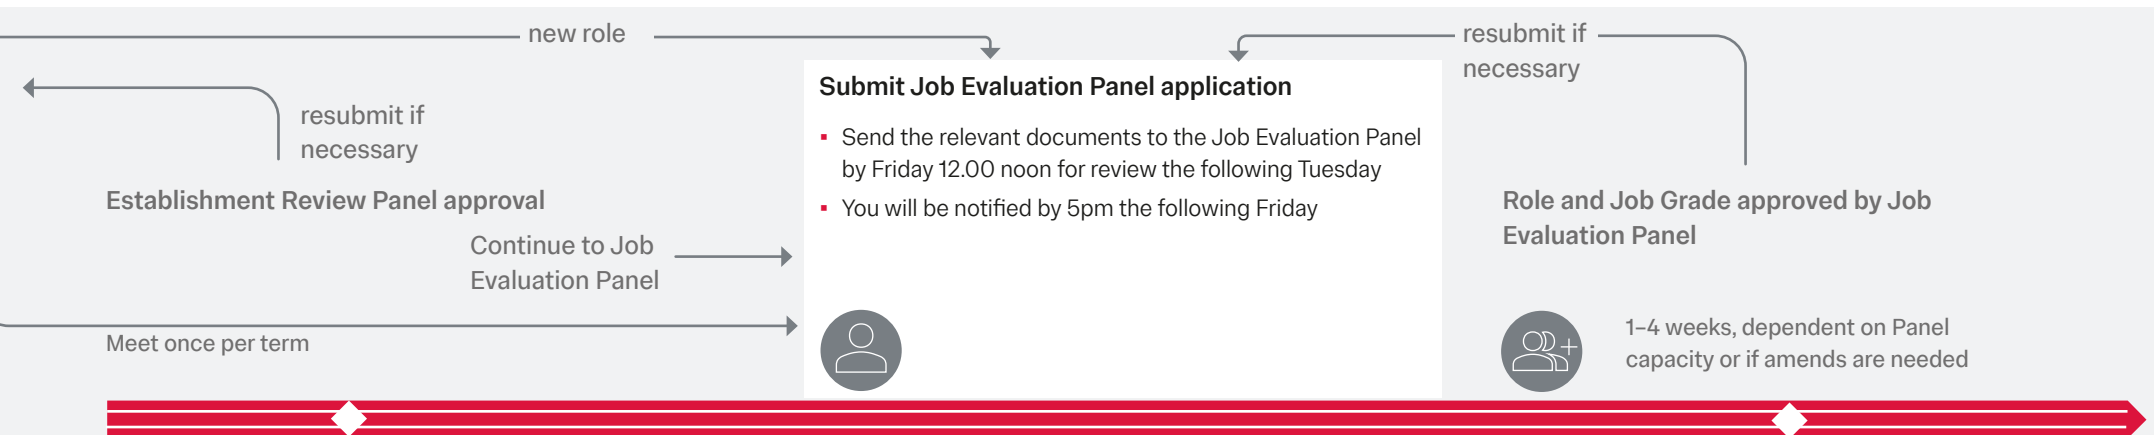 new role
resubmit if
necessary
Establishment Review Panel approval
Continue to Job
Evaluation Panel
Meet once per term
Submit Job Evaluation Panel application
▪ Send the relevant documents to the Job Evaluation Panel
by Friday 12.00 noon for review the following Tuesday
▪ You will be notified by 5pm the following Friday
resubmit if
necessary
Role and Job Grade approved by Job
Evaluation Panel
1–4 weeks, dependent on Panel
capacity or if amends are needed